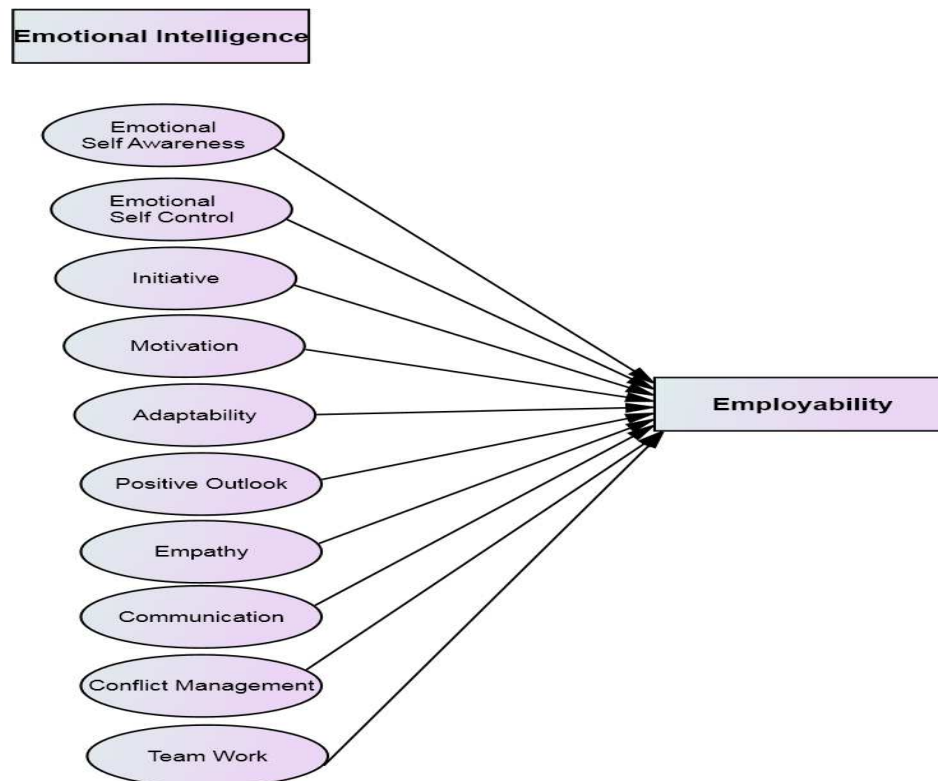 Emotional Intelligence
Emotional
Self Awareness
Emotional
Self Control
Initiative
Motivation
Adaptability
Positive Outlook
Empathy
Communication
Conflict Management
Team Work
Employability